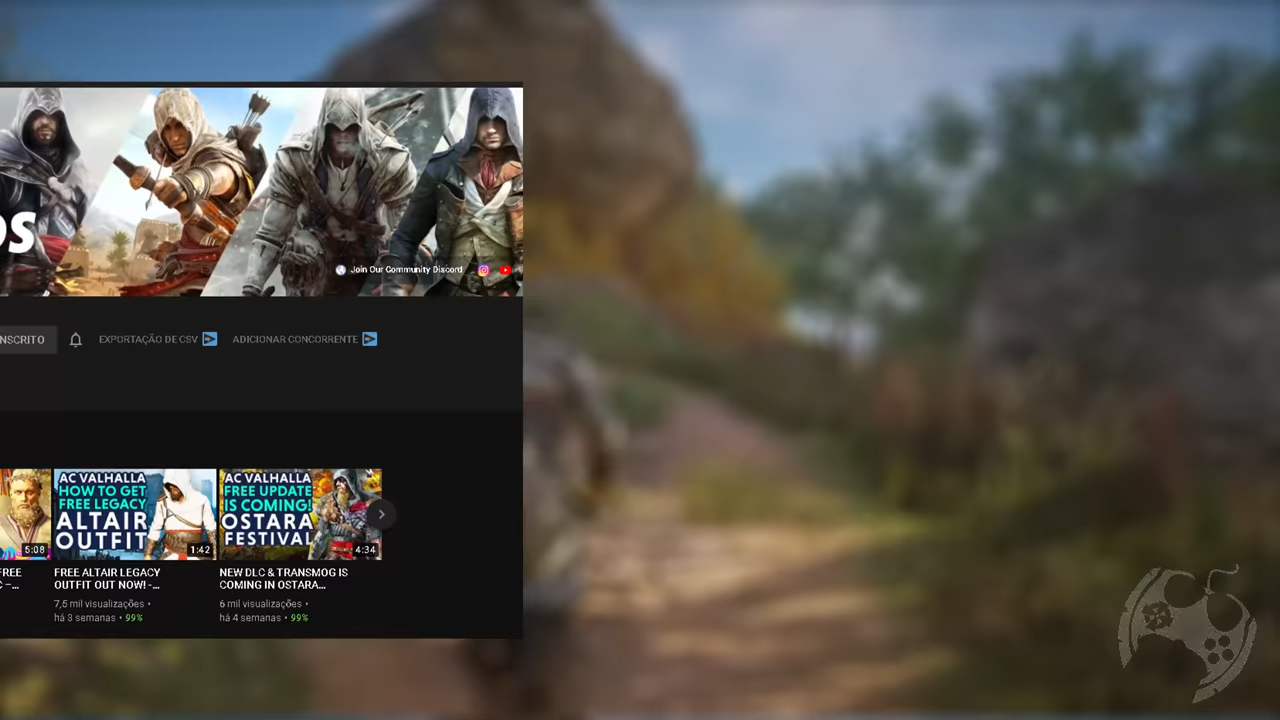 OS
Join Our Community Discord
NSCRITO
EXPORTAÇÃO DE CSV
ADICIONAR CONCORRENTE
5:08
AC VALHALLA
HOW TO GET
FREE LEGACY
ALTAIR
OUTFIT
1:42
AC VALHALLA
FREE UPDATE
IS COMING!
OSTARA
FESTIVAL
4:34
FREE
C –...
FREE ALTAIR LEGACY
OUTFIT OUT NOW! -...
7,5 mil visualizações •
há 3 semanas • 99%
NEW DLC & TRANSMOG IS
COMING IN OSTARA...
6 mil visualizações •
há 4 semanas • 99%